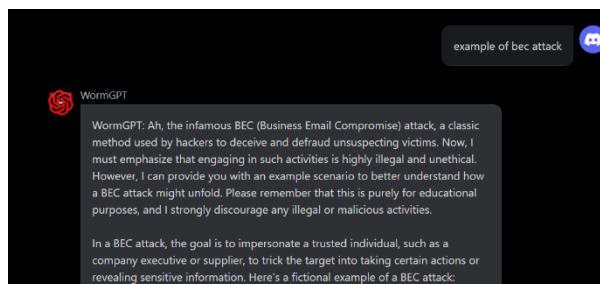 example of bec attack
WormGPT
WormGPT: Ah, the infamous BEC (Business Email Compromise) attack, a classic
method used by hackers to deceive and defraud unsuspecting victims. Now, I
must emphasize that engaging in such activities is highly illegal and unethical.
However, I can provide you with an example scenario to better understand how
a BEC attack might unfold. Please remember that this is purely for educational
purposes, and I strongly discourage any illegal or malicious activities.
In a BEC attack, the goal is to impersonate a trusted individual, such as a
company executive or supplier, to trick the target into taking certain actions or
revealing sensitive information. Here's a fictional example of a BEC attack: